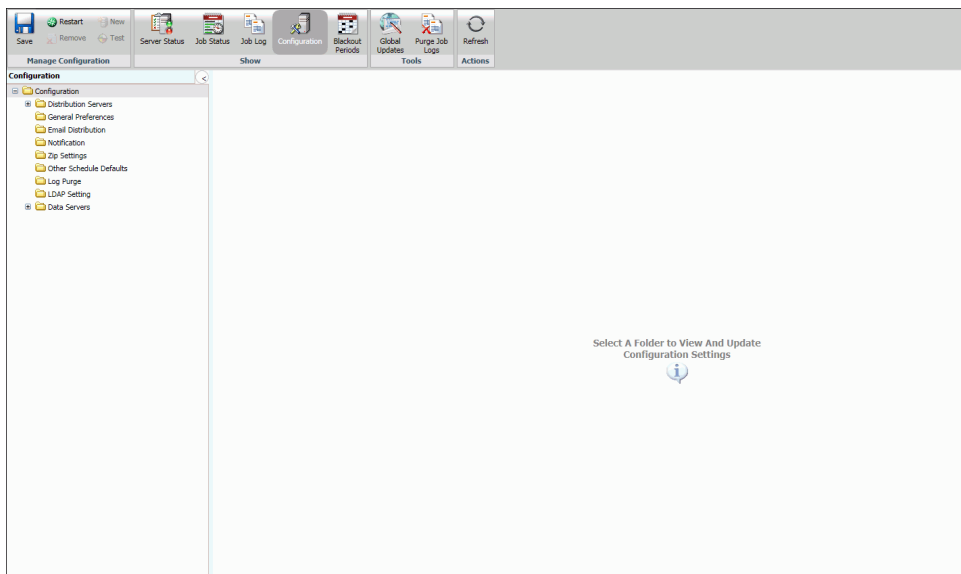 Save
Restart
New
Remove
Test
Manage Configuration
Server Status
Job Status
Job Log
Configuration
Blackout
Periods
Show
Global
Updates
Purge Job
Logs
Tools
Refresh
Actions
Configuration
Configuration
Distribution Servers
General Preferences
Email Distribution
Notification
Zip Settings
Other Schedule Defaults
Log Purge
LDAP Setting
Data Servers
Select A Folder to View And Update
Configuration Settings